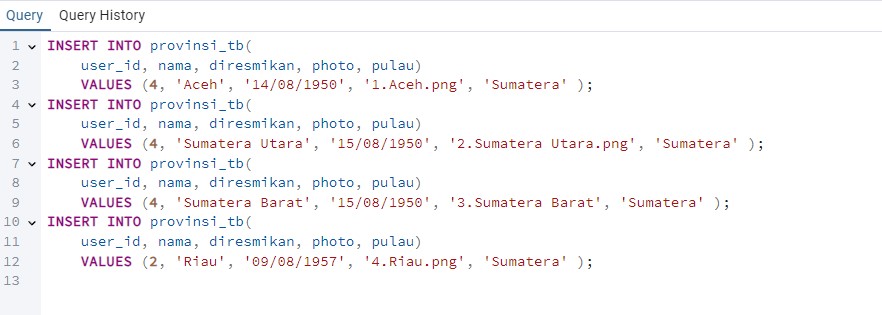 Query Query History
1 INSERT INTO provinsi_tb(
2 user_id, nama, diresmikan, photo, pulau)
3 VALUES (4, 'Aceh', '14/08/1950', '1.Aceh.png', 'Sumatera' );
4 INSERT INTO provinsi_tb(
5 user_id, nama, diresmikan, photo, pulau)
6 VALUES (4, 'Sumatera Utara', '15/08/1950', '2.Sumatera Utara.png', 'Sumatera' );
7 INSERT INTO provinsi_tb(
8 user_id, nama, diresmikan, photo, pulau)
9 VALUES (4, 'Sumatera Barat', '15/08/1950', '3.Sumatera Barat', 'Sumatera' );
10 INSERT INTO provinsi_tb(
11 user_id, nama, diresmikan, photo, pulau)
12 VALUES (2, 'Riau', '09/08/1957', '4.Riau.png', 'Sumatera' );
13